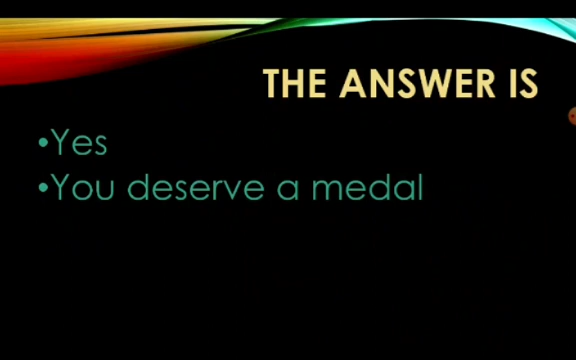 THE ANSWER IS
•Yes
•You deserve a medal